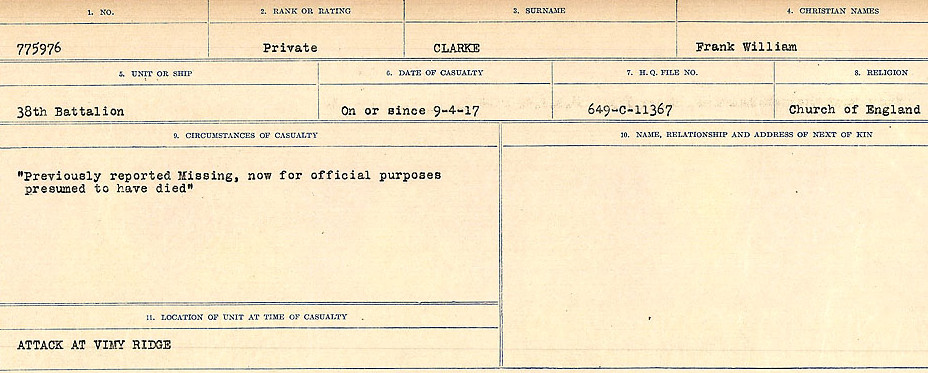 1. NO. 2. RANK OR RATING 3. SURNAME 4. CHRISTIAN NAMES
775976 Private CLARKE Frank William
5. UNIT OR SHIP 6. DATE OF CASUALTY 7. H. Q. FILE NO. 8. RELIGION
38th Battalion On or since 9-4-17 649-C-11367 Church of England
9. CIRCUMSTANCES OF CASUALTY
"Previously reported Missing, now for official purposes
presumed to have died"
10. NAME, RELATIONSHIP AND ADDRESS OF NEXT OF KIN
11. LOCATION OF UNIT AT TIME OF CASUALTY
ATTACK AT VIMY RIDGE